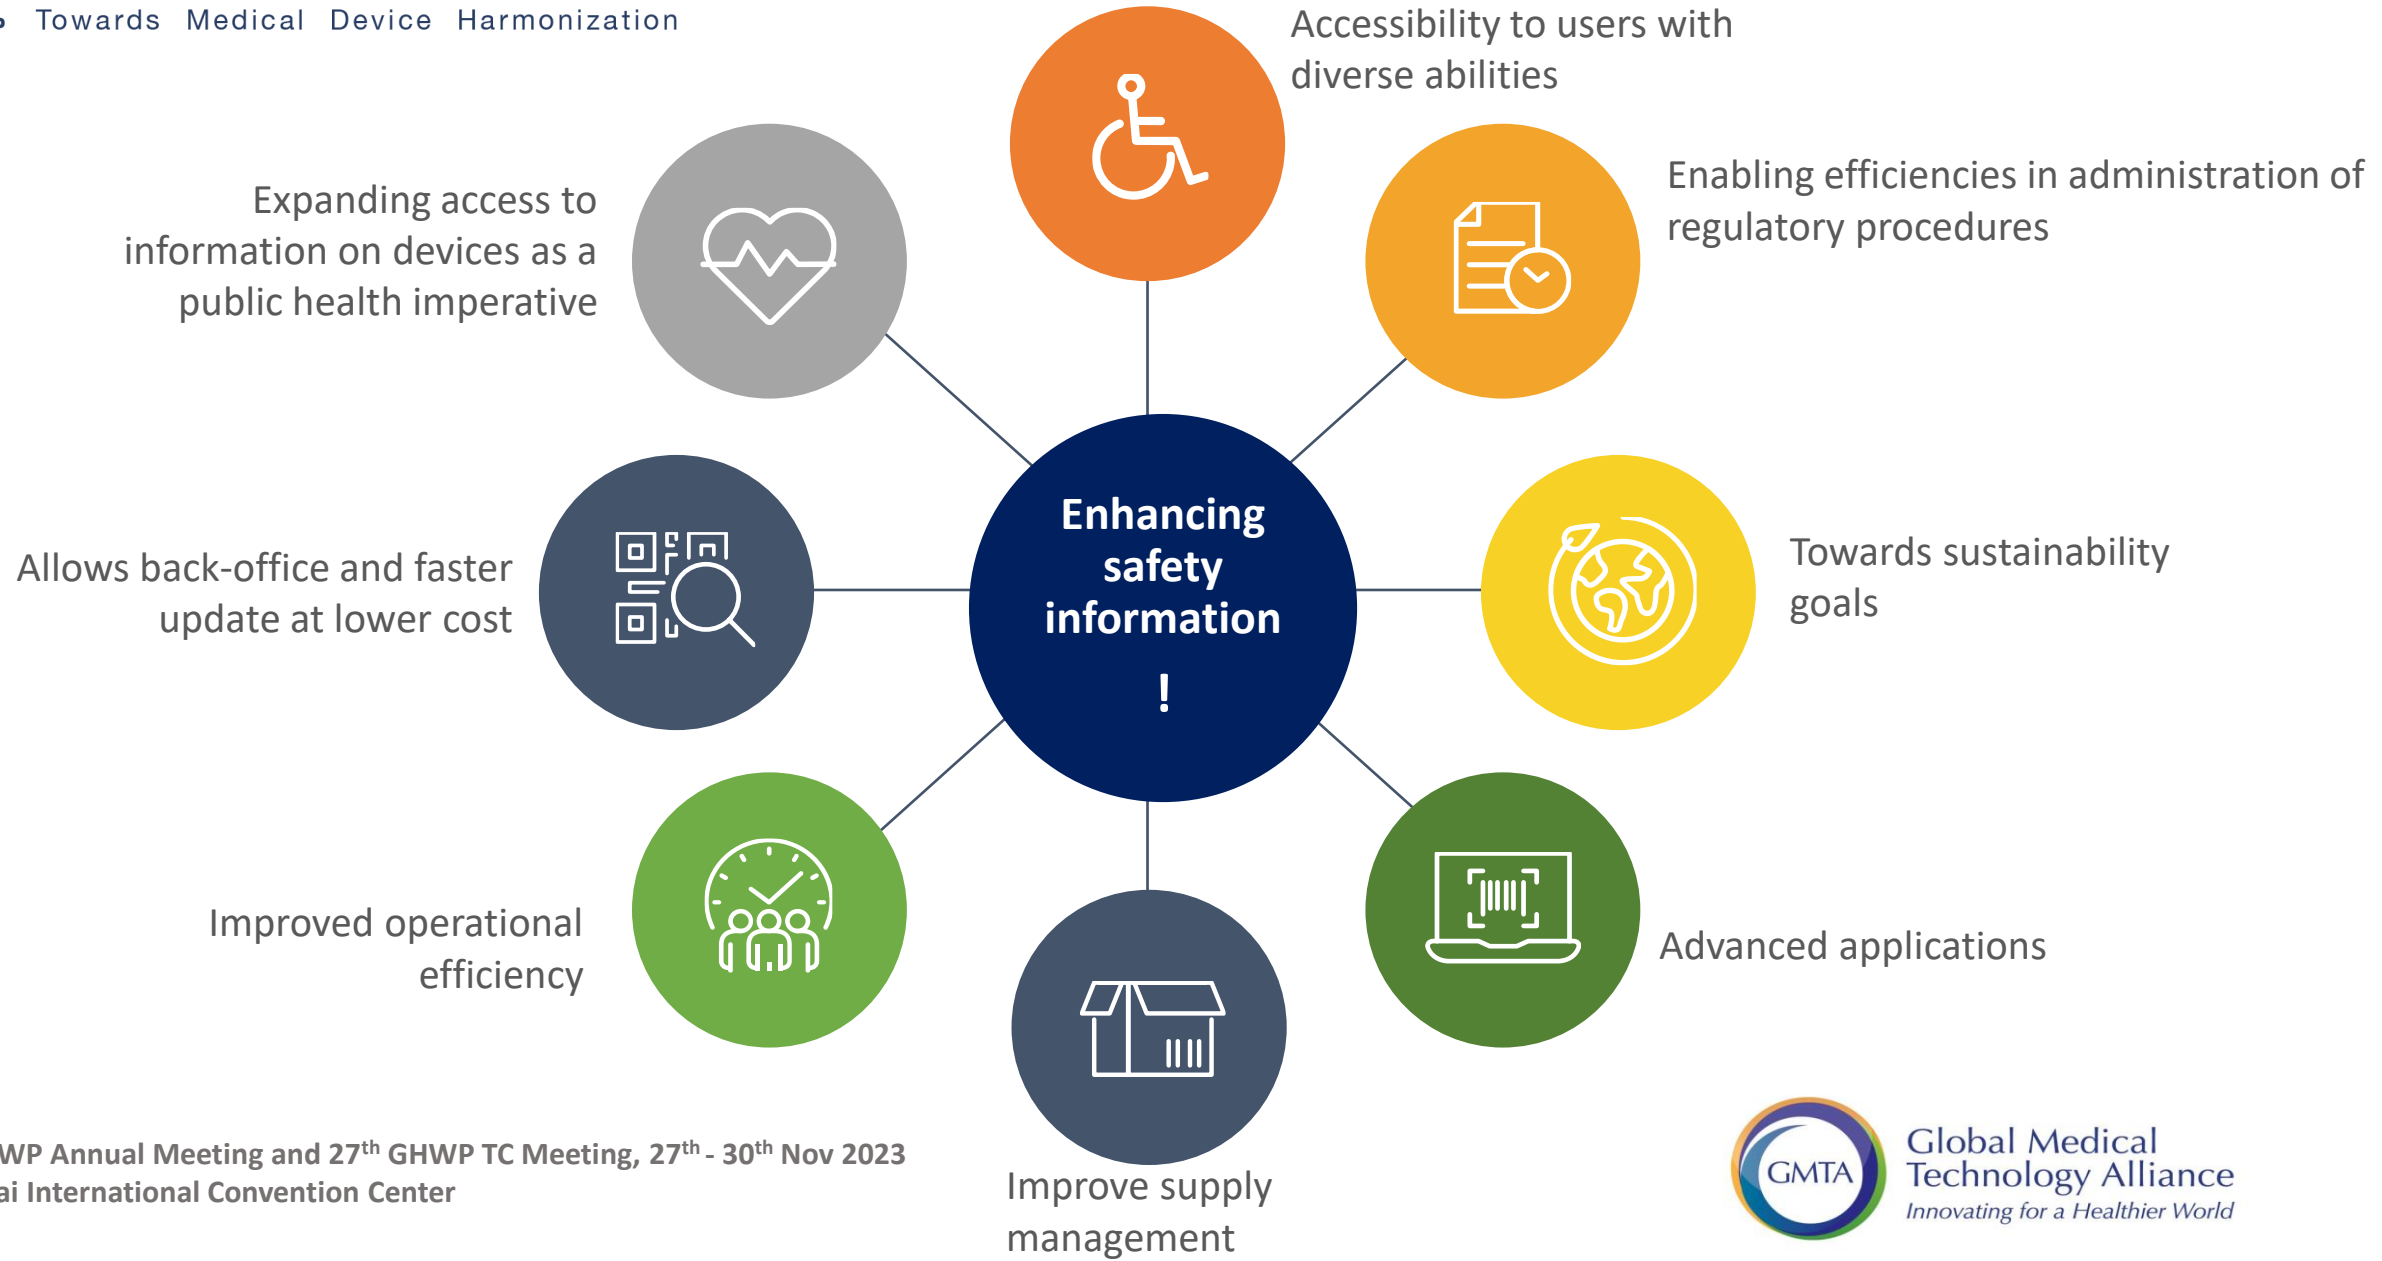 Towards Medical Device Harmonization
Accessibility to users with
diverse abilities
Enabling efficiencies in administration of
regulatory procedures
Expanding access to
information on devices as a
public health imperative
Enhancing
safety
information
!
Towards sustainability
goals
Allows back-office and faster
update at lower cost
Advanced applications
Improved operational
efficiency
Improve supply
management
WP Annual Meeting and 27th GHWP TC Meeting, 27th - 30th Nov 2023
ai International Convention Center
GMTA
Global Medical
Technology Alliance
Innovating for a Healthier World